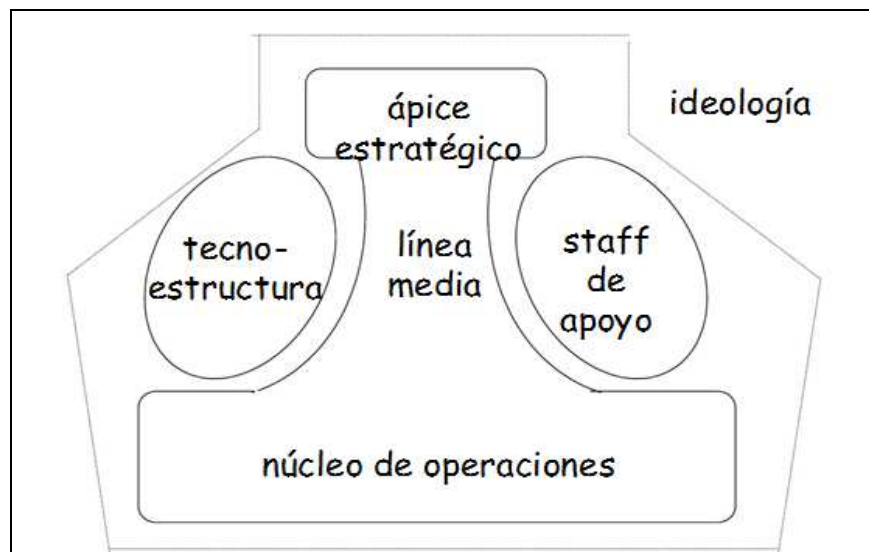 ápice
estratégico
ideología
tecno-
estructura
línea
media
staff
de
apoyo
núcleo de operaciones